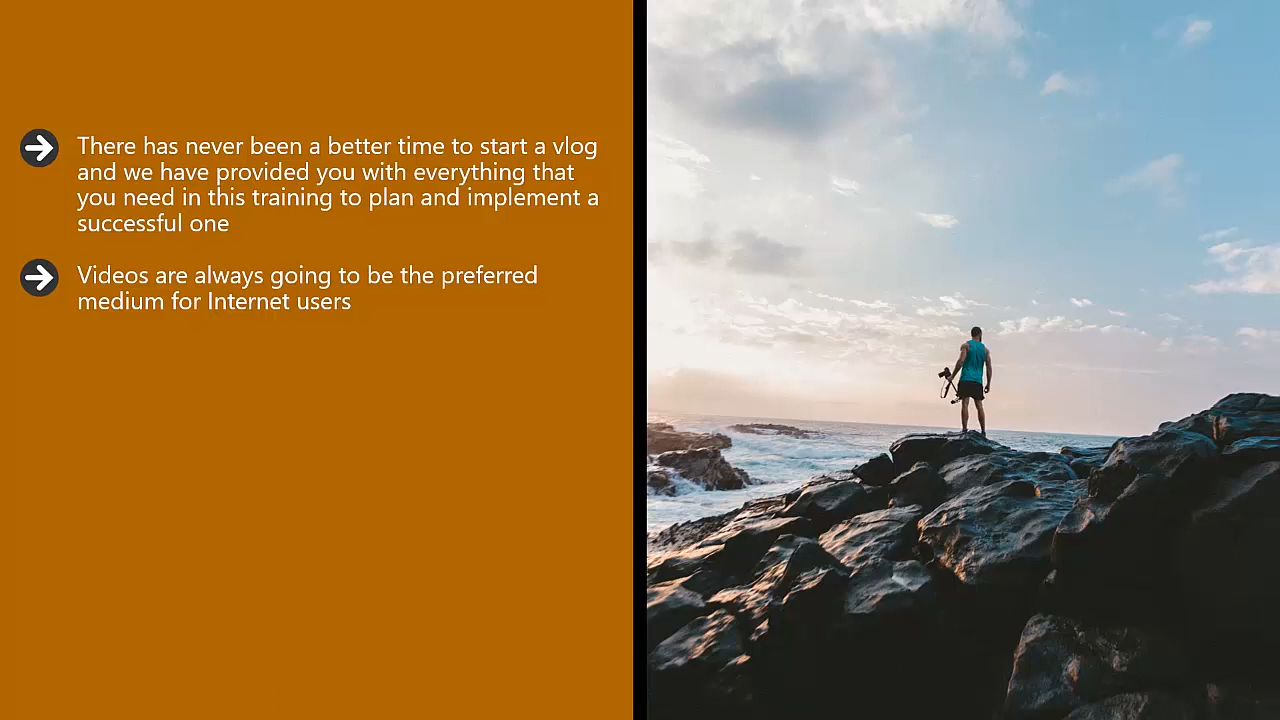 There has never been a better time to start a vlog
and we have provided you with everything that
you need in this training to plan and implement a
successful one
Videos are always going to be the preferred
medium for Internet users